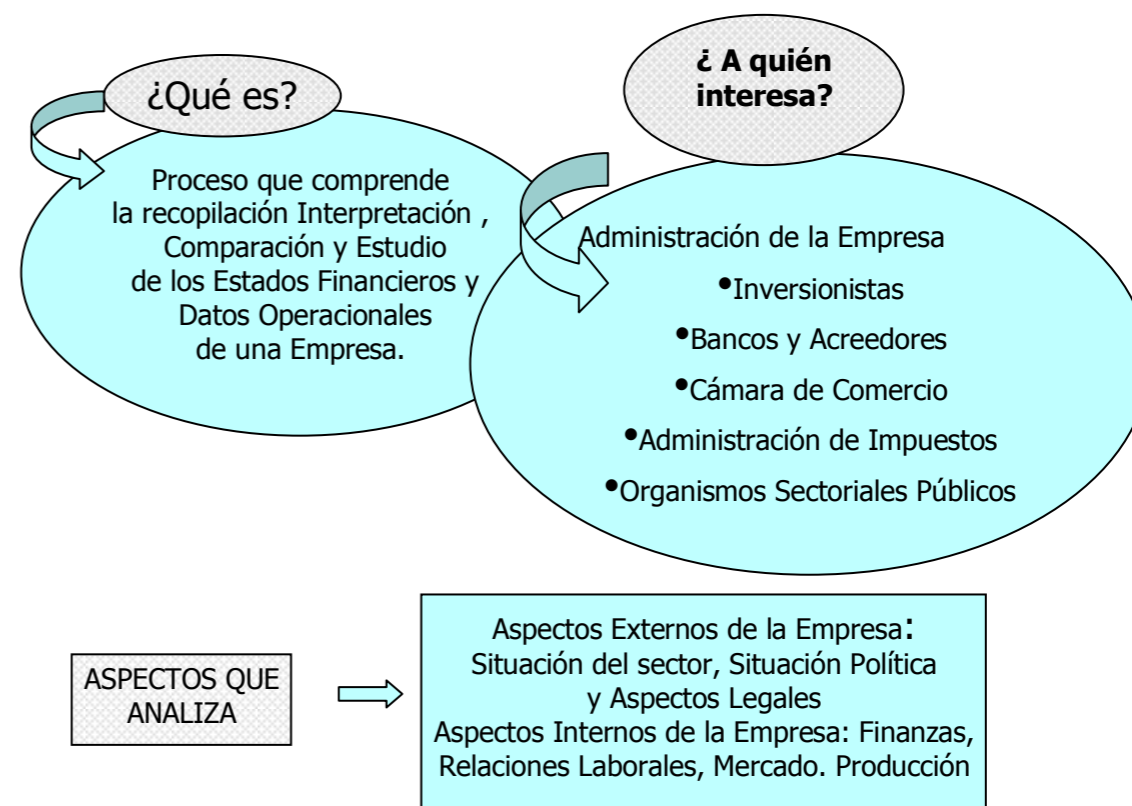 ¿Qué es?
Proceso que comprende
la recopilación Interpretación ,
Comparación y Estudio
de los Estados Financieros y
Datos Operacionales
de una Empresa.
¿ A quién
interesa?
Administración de la Empresa
•Inversionistas
•Bancos y Acreedores
•Cámara de Comercio
•Administración de Impuestos
•Organismos Sectoriales Públicos
ASPECTOS QUE
ANALIZA
Aspectos Externos de la Empresa:
Situación del sector, Situación Política
y Aspectos Legales
Aspectos Internos de la Empresa: Finanzas,
Relaciones Laborales, Mercado. Producción